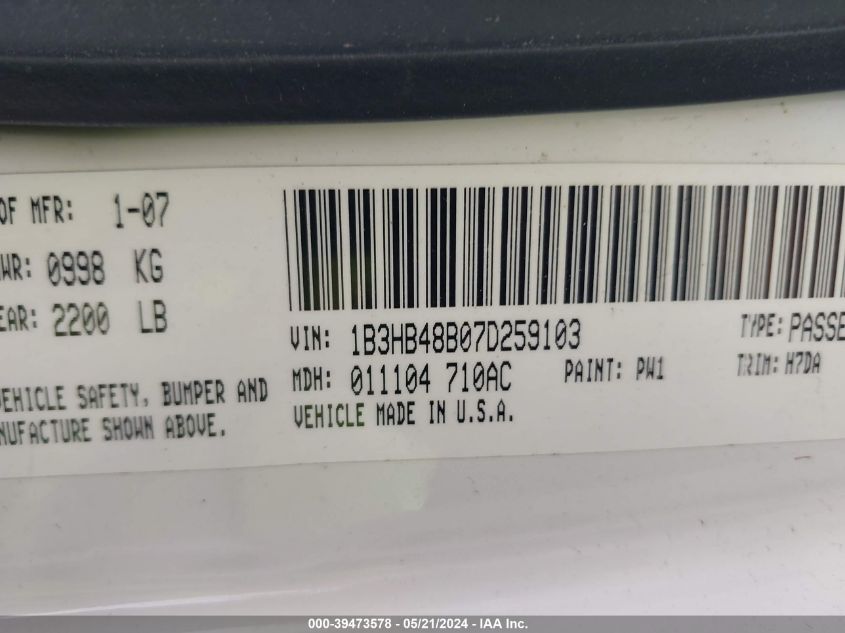 OF MFR: 1-07
WR: 0998 KG
EAR: 2200 LB
VIN: 1B3HB48B07D259103
TYPE: PASSE
MDH: 011104 710AC
PAINT: PW1
TRIM: H7DA
VEHICLE MADE IN U.S.A.
VEHICLE SAFETY, BUMPER AND
NUFACTURE SHOWN ABOVE.
000-39473578 - 05/21/2024 - IAA Inc.